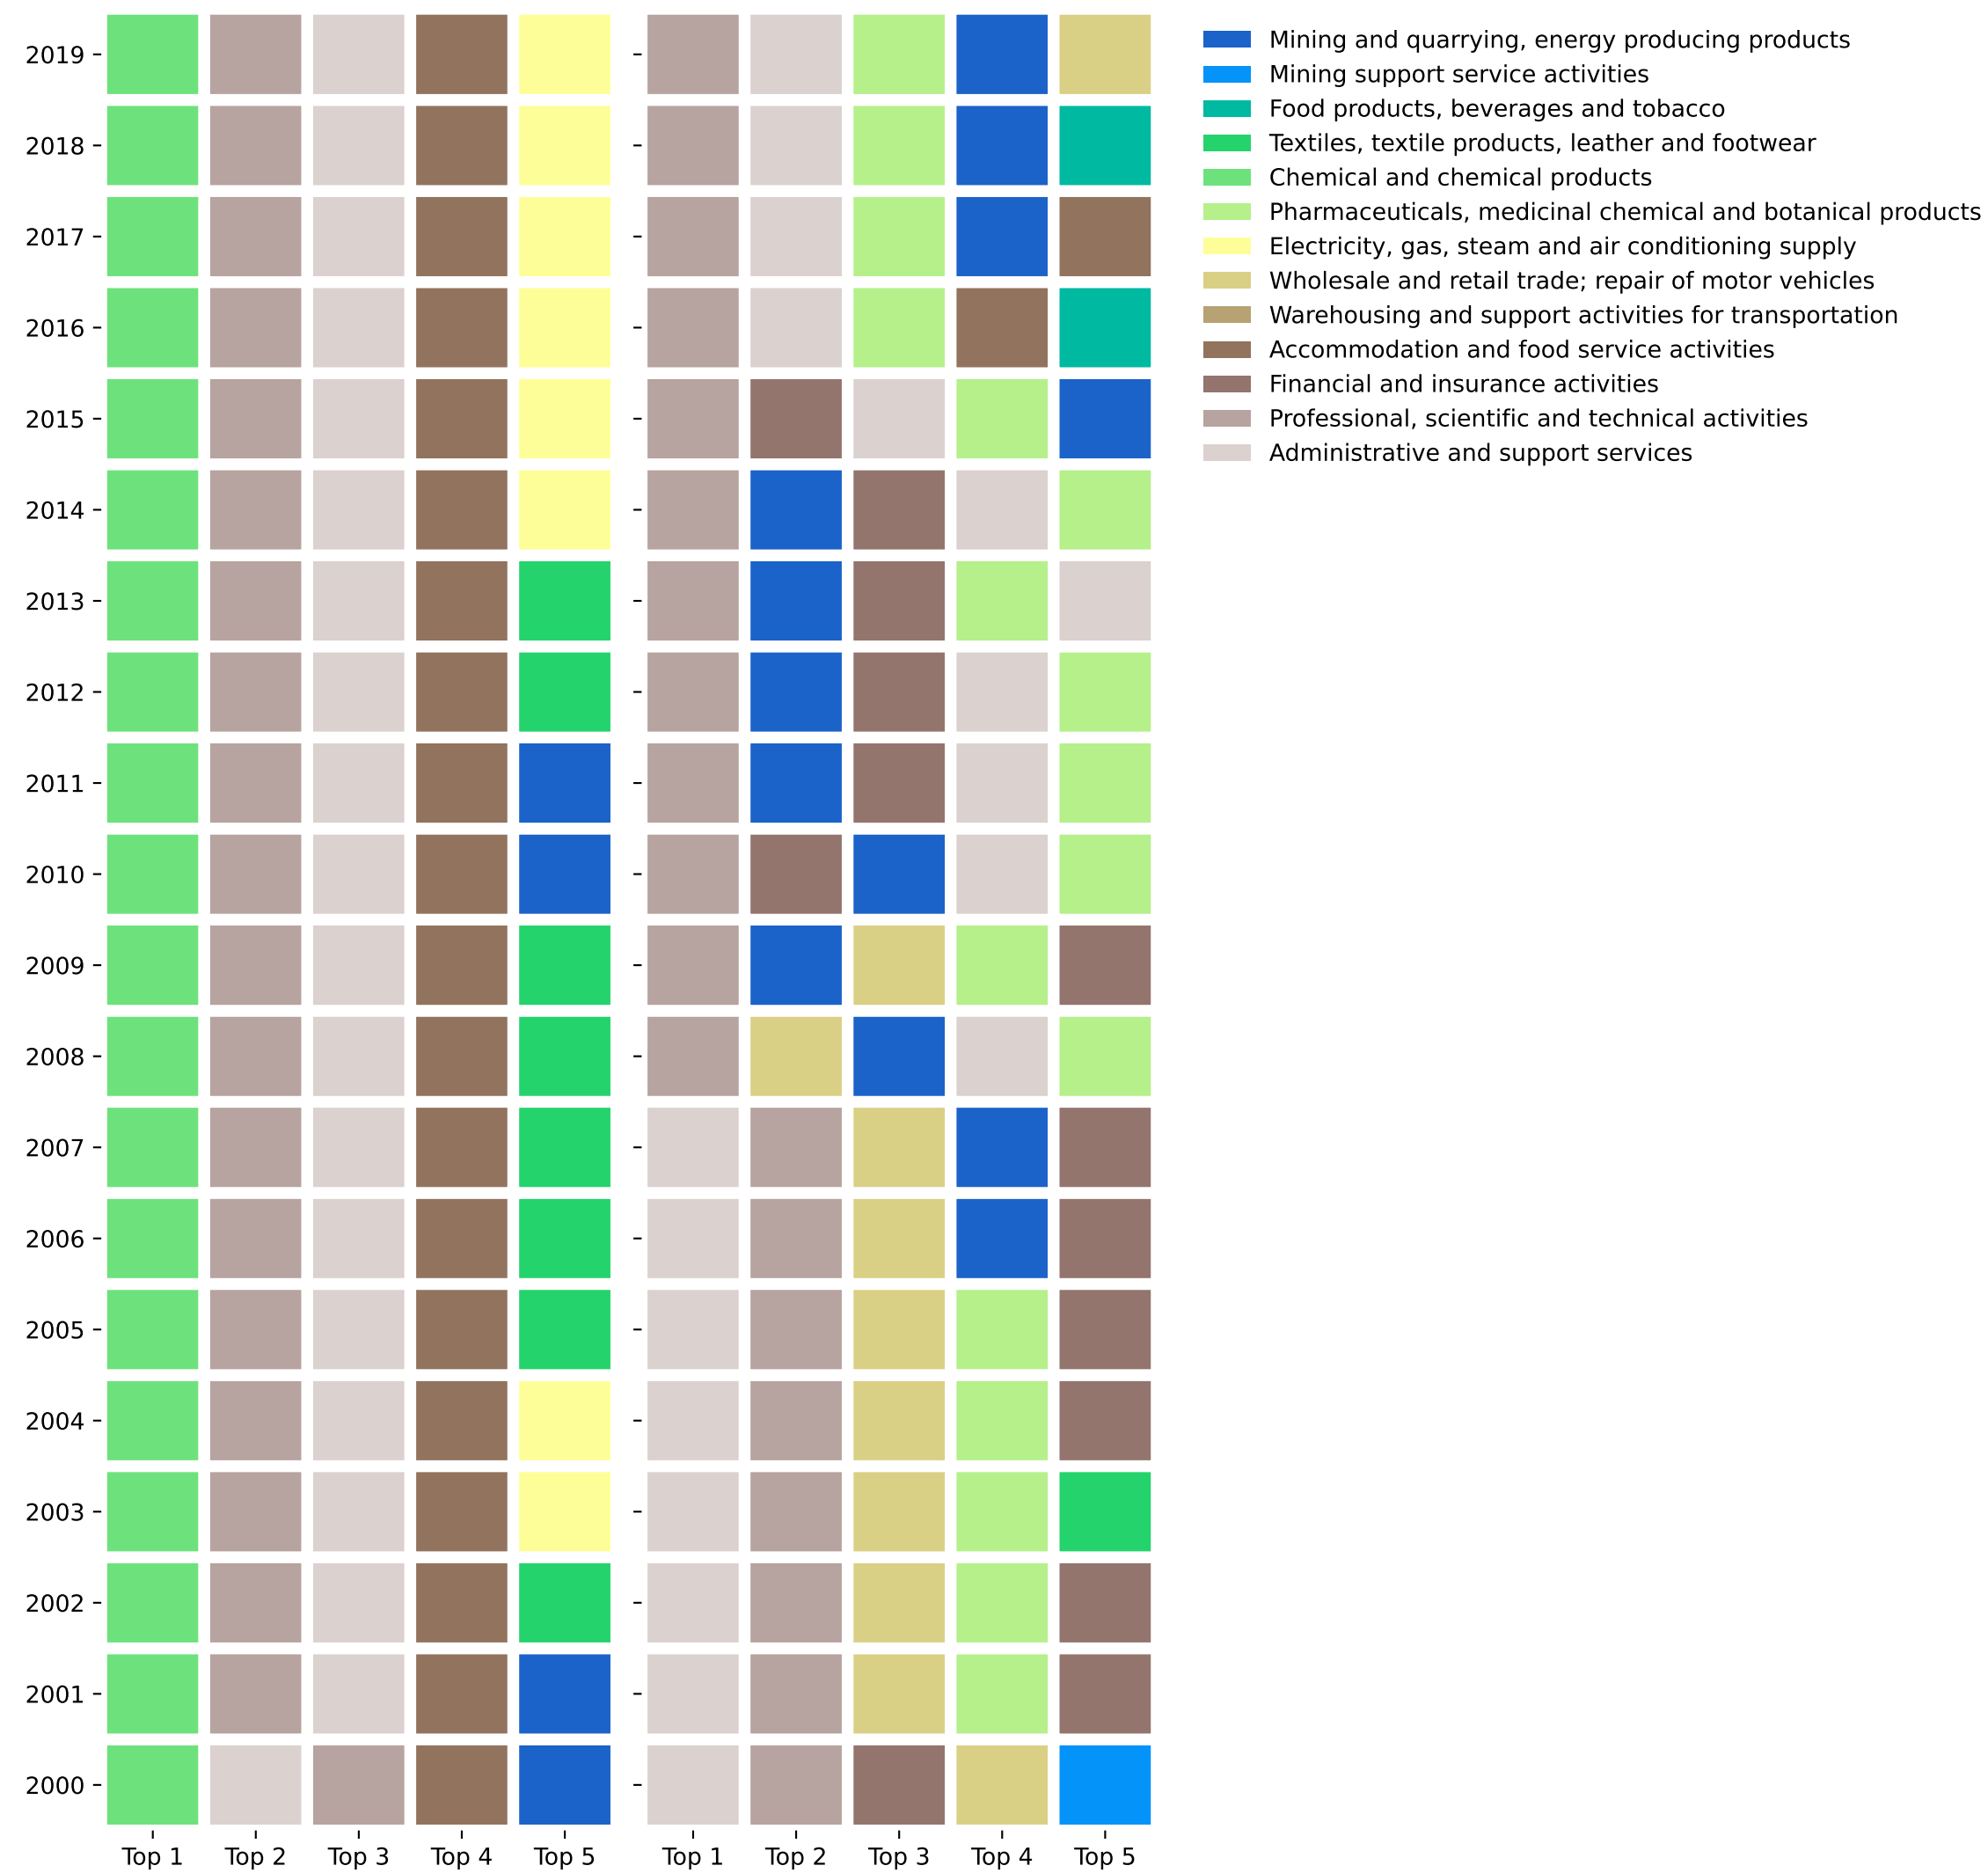 2019
2018
2017
2016
2015
2014
2013
2012
2011
2010
2009
2008
2007
2006
2005
2004
2003
2002
2001
2000
Top 1 Top 2 Top 3 Top 4 Top 5 Top 1 Top 2 Top 3 Top 4 Top 5
Mining and quarrying, energy producing products
Mining support service activities
Food products, beverages and tobacco
Textiles, textile products, leather and footwear
Chemical and chemical products
Pharmaceuticals, medicinal chemical and botanical products
Electricity, gas, steam and air conditioning supply
Wholesale and retail trade; repair of motor vehicles
Warehousing and support activities for transportation
Accommodation and food service activities
Financial and insurance activities
Professional, scientific and technical activities
Administrative and support services